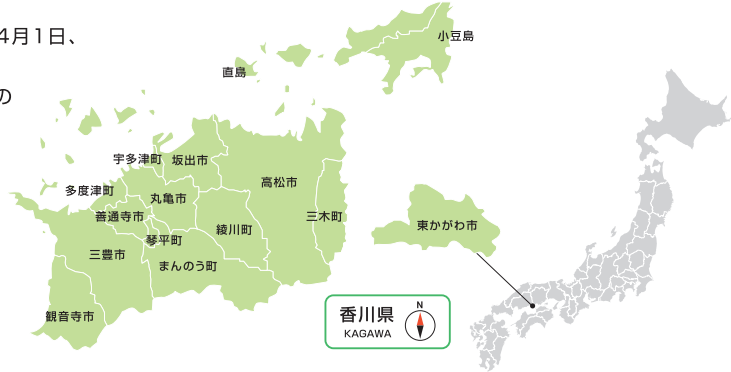 4月1日、
の
小豆島
直島
宇多津町
坂出市
高松市
多度津町
丸亀市
善通寺市
三木町
綾川町
琴平町
三豊市
まんのう町
観音寺市
東かがわ市
香川県
KAGAWA
N